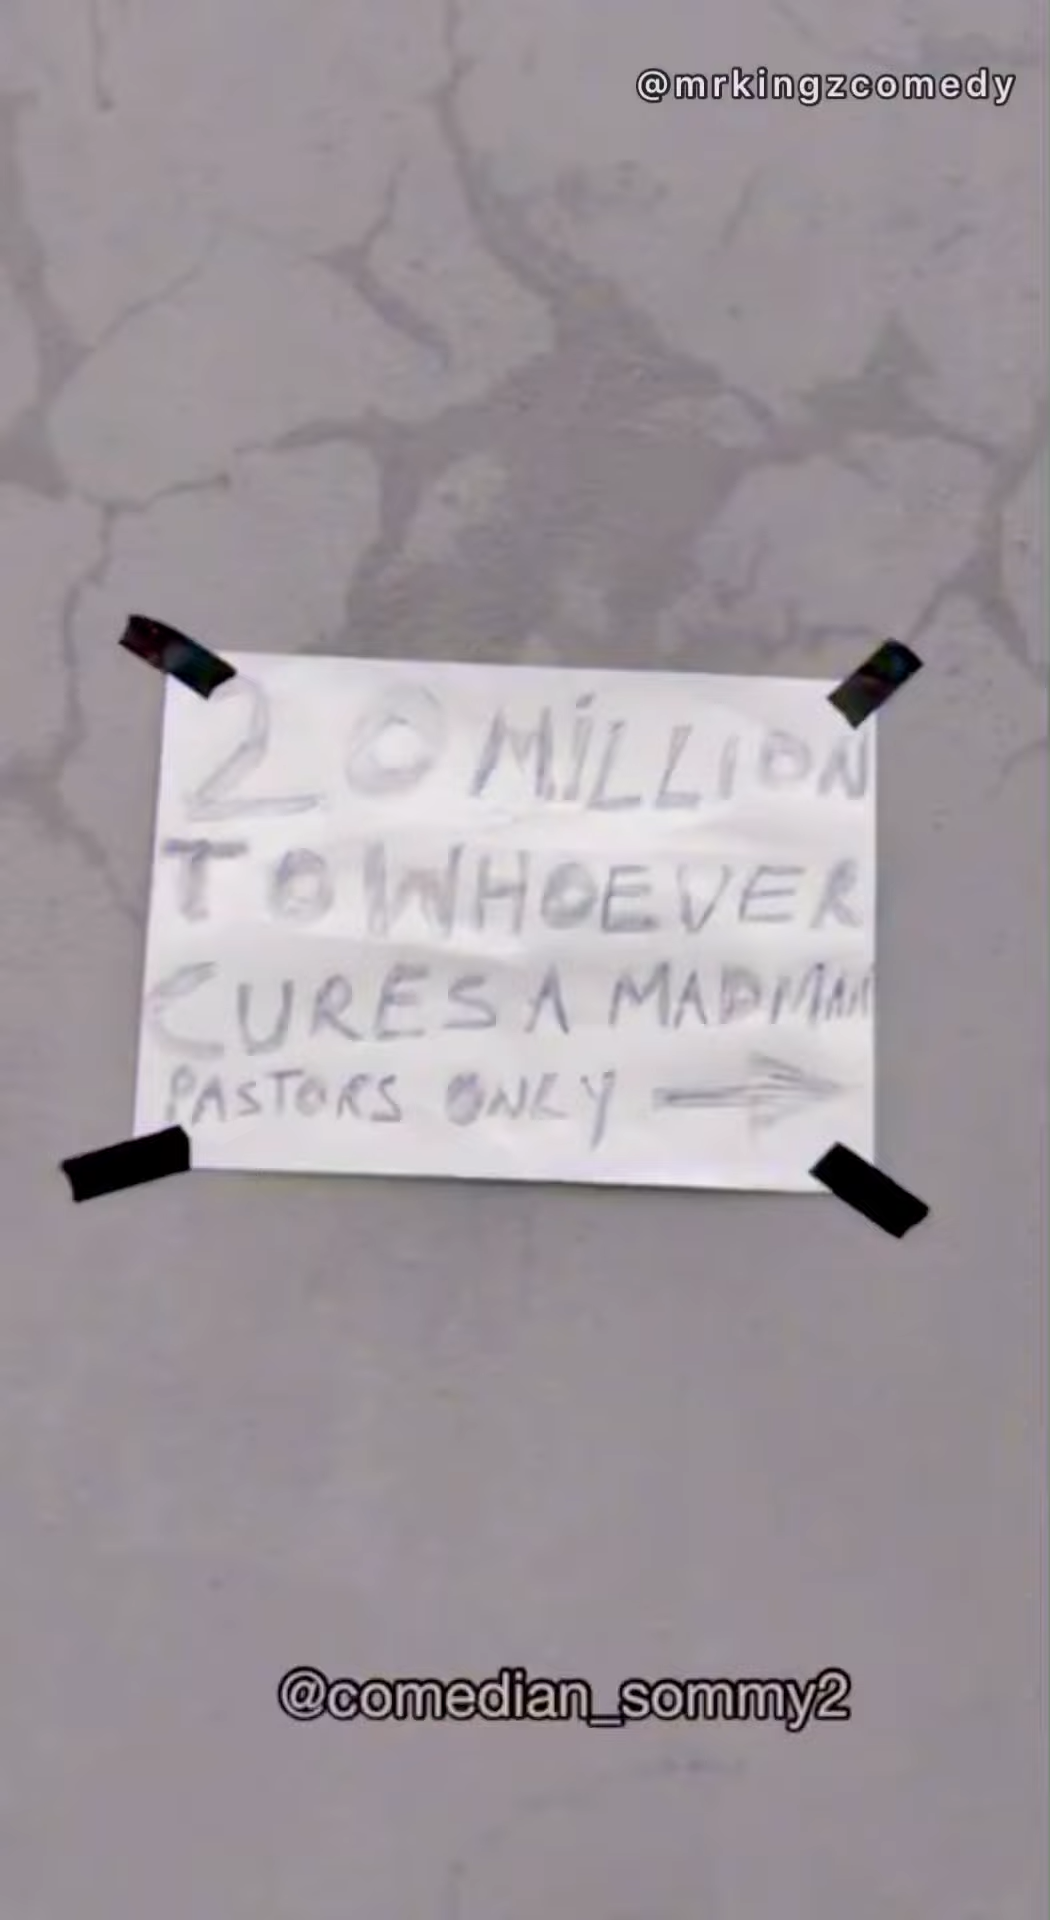 @mrkingzcomedy
20 MiLLION
TO WHOEVER
CURES A MADMAN
PASTORS ONLY
@comedian_sommy2